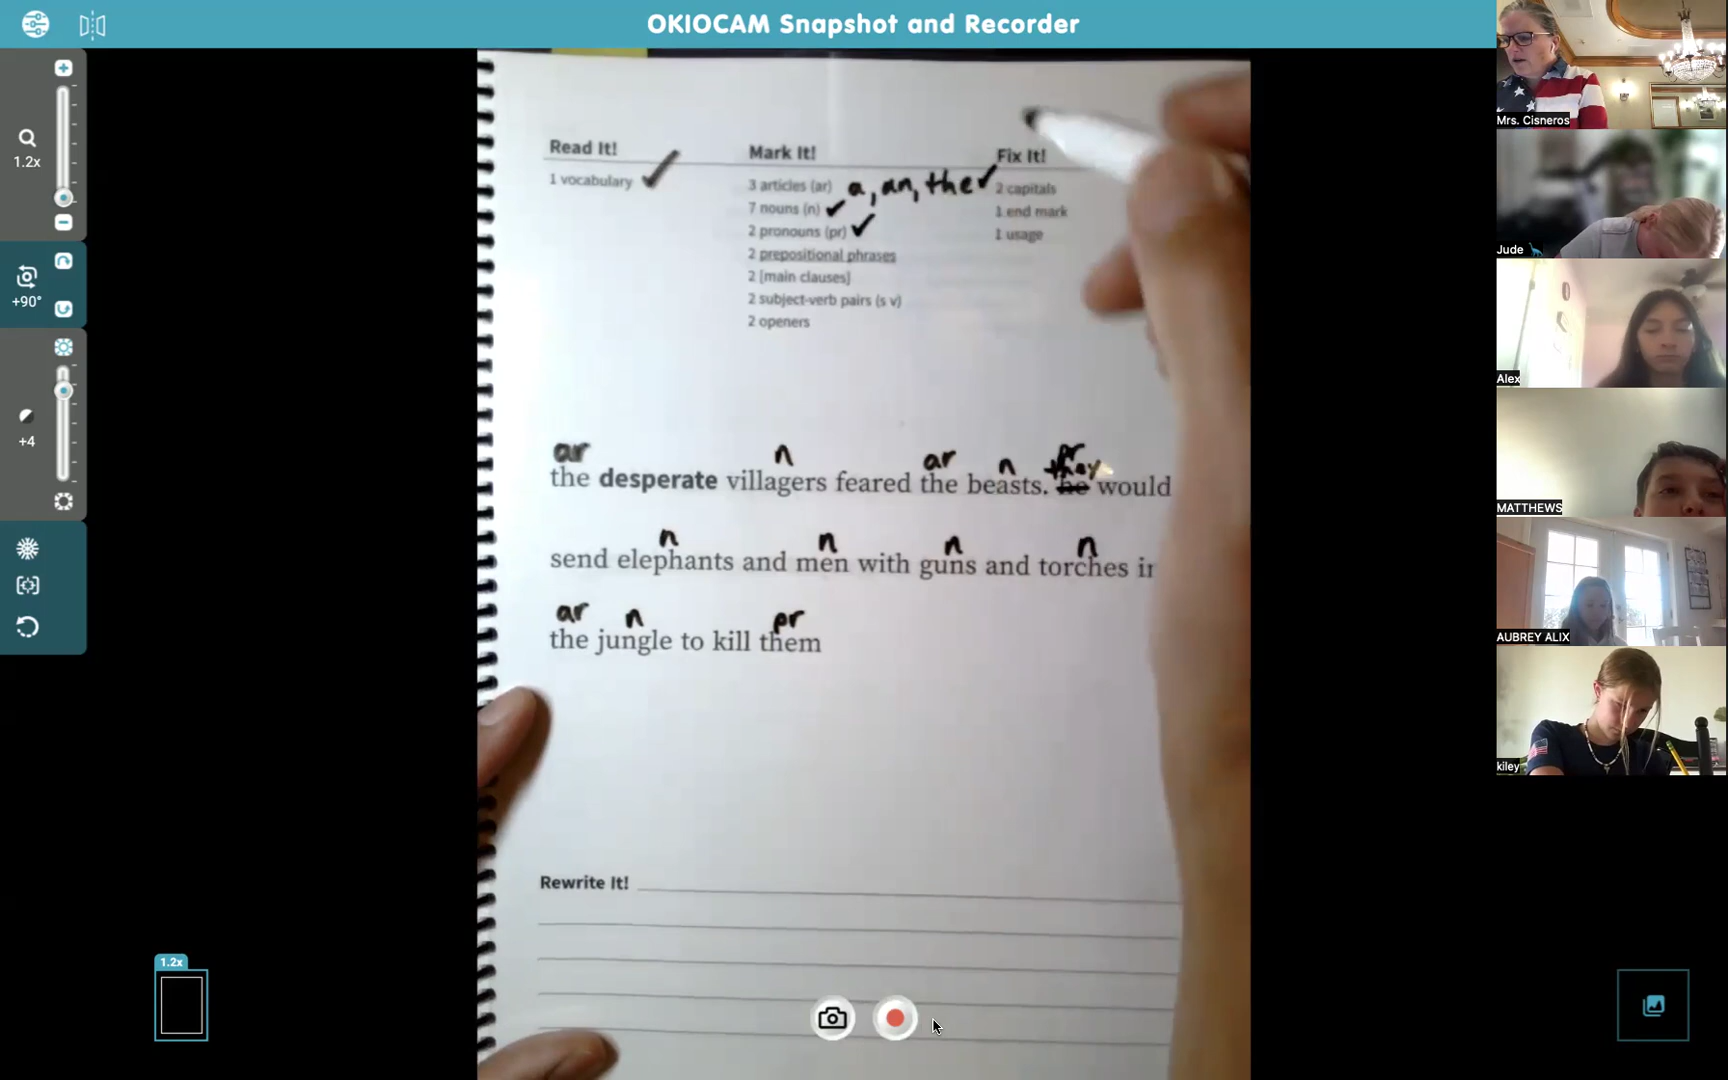 OKIOCAM Snapshot and Recorder
1.2x
+90°
+4
1.2x
Read It!
1 vocabulary ✓
Mark It!
3 articles (ar) a, an, the ✓
7 nouns (n) ✓
2 pronouns (pr) ✓
2 prepositional phrases
2 [main clauses]
2 subject-verb pairs (s v)
2 openers
Fix It!
2 capitals
1 end mark
1 usage
ar n ar n pr
they
the desperate villagers feared the beasts. he would
n n n n
send elephants and men with guns and torches
ar n pr
the jungle to kill them
Rewrite It!
Mrs. Cisneros
Jude
Alex
MATTHEWS
AUBREY ALIX
kiley